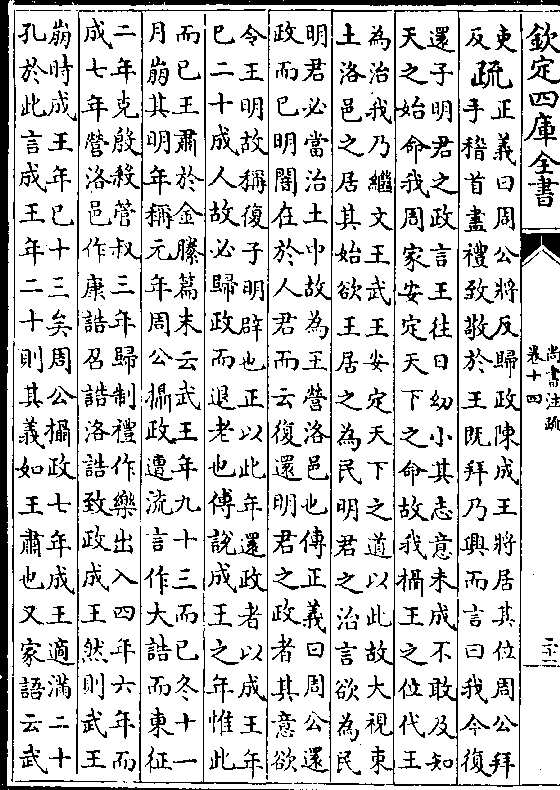 欽定四庫全書
尚書注疏
卷十四
吏
反
疏
正義曰周公將反歸政陳成王將居其位周公拜
手稽首盡禮致敬於王既拜乃興而言曰我今復
還子明君之政言王往日幼小其志意未成不敢及知
天之始命我周家安定天下之命故我攝王之位代王
為治我乃繼文王武王安定天下之道以此故大視東
土洛邑之居其始欲王居之為民明君之治言欲為民
明君必當治土中故為王營洛邑也傳正義曰周公還
政而已明闇在於人君而云復還明君之政者其意欲
令王明故稱復子明辟也正以此年還政者以成王年
已二十成人故必歸政而退老也傳說成王之年惟此
而已王肅於金縢篇末云武王年九十三而已冬十一
月崩其明年稱元年周公攝政遭流言作大誥而東征
二年克殷殺管叔三年歸制禮作樂出入四年六年而
成七年營洛邑作康誥召誥洛誥致政成王然則武王
崩時成王年已十三矣周公攝政七年成王適滿二十
孔於此言成王年二十則其義如王肅也又家語云武